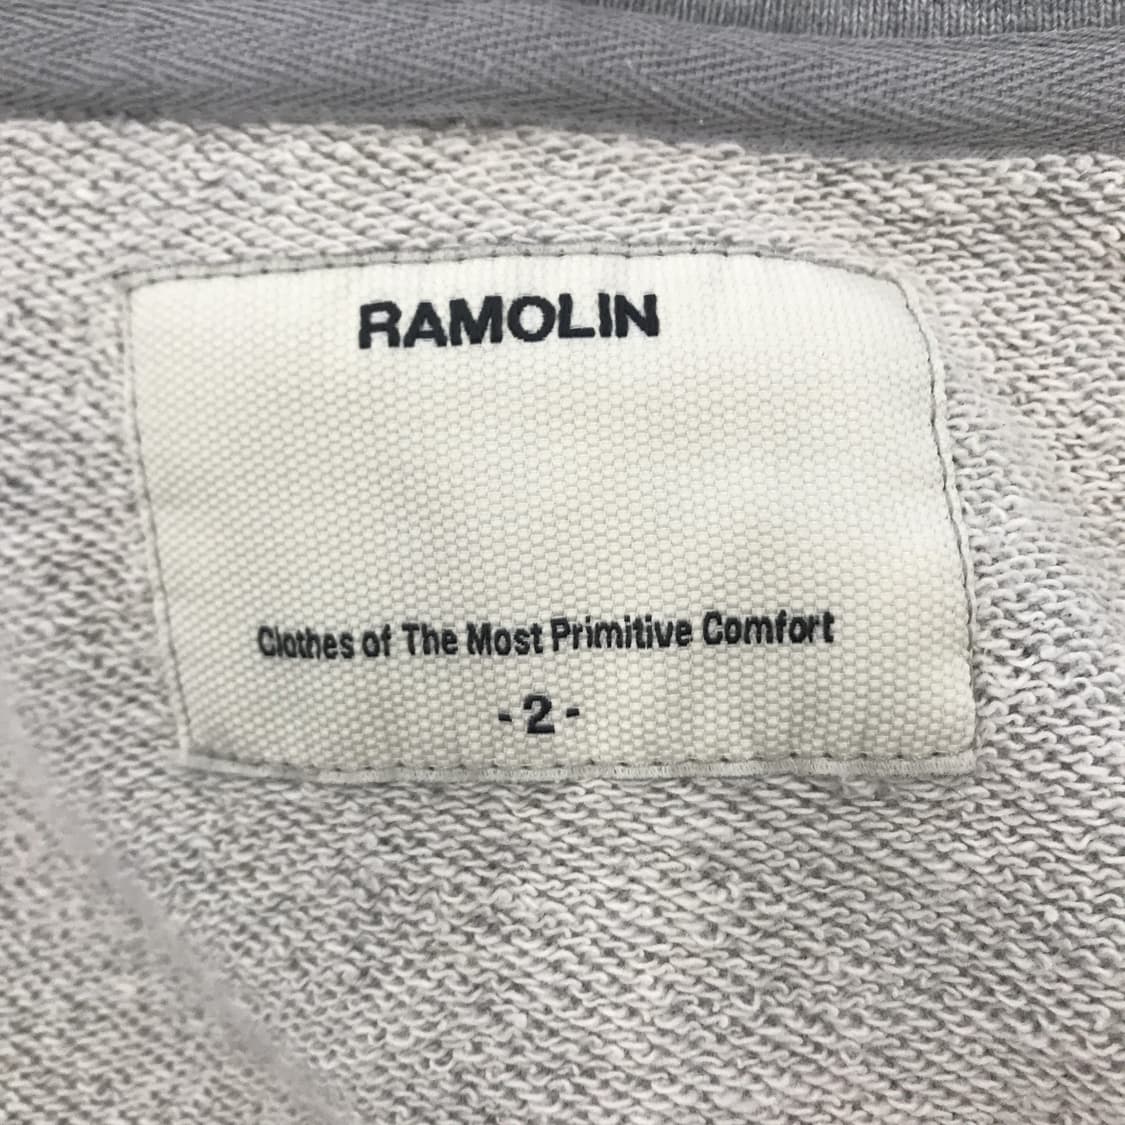 RAMOLIN
Clothes of The Most Primitive Comfort
- 2 -